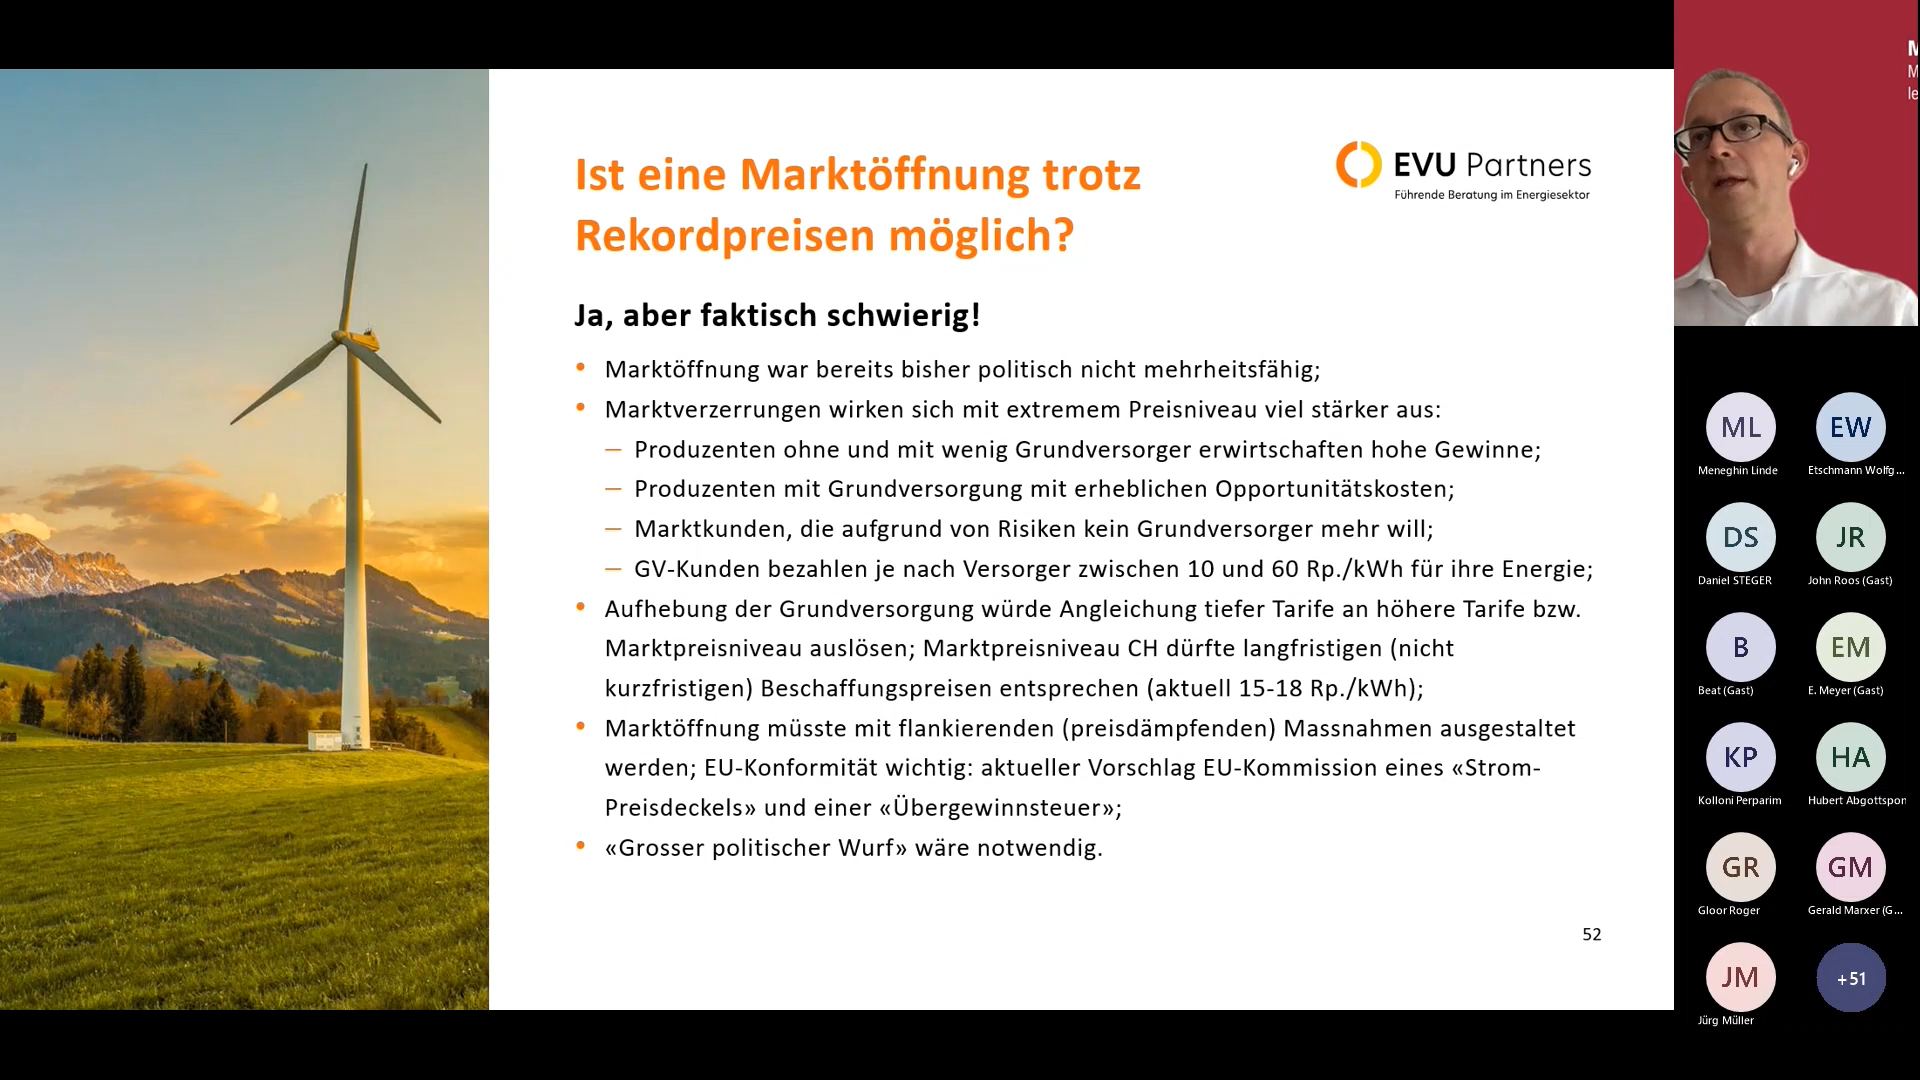 Ist eine Marktöffnung trotz
Rekordpreisen möglich?
EVU Partners
Führende Beratung im Energiesektor
Ja, aber faktisch schwierig!
• Marktöffnung war bereits bisher politisch nicht mehrheitsfähig;
• Marktverzerrungen wirken sich mit extremem Preisniveau viel stärker aus:
– Produzenten ohne und mit wenig Grundversorger erwirtschaften hohe Gewinne;
– Produzenten mit Grundversorgung mit erheblichen Opportunitätskosten;
– Marktkunden, die aufgrund von Risiken kein Grundversorger mehr will;
– GV-Kunden bezahlen je nach Versorger zwischen 10 und 60 Rp./kWh für ihre Energie;
• Aufhebung der Grundversorgung würde Angleichung tiefer Tarife an höhere Tarife bzw.
Marktpreisniveau auslösen; Marktpreisniveau CH dürfte langfristigen (nicht
kurzfristigen) Beschaffungspreisen entsprechen (aktuell 15-18 Rp./kWh);
• Marktöffnung müsste mit flankierenden (preisdämpfenden) Massnahmen ausgestaltet
werden; EU-Konformität wichtig: aktueller Vorschlag EU-Kommission eines «Strom-
Preisdeckels» und einer «Übergewinnsteuer»;
• «Grosser politischer Wurf» wäre notwendig.
52
M
M
le
ML
EW
Meneghin Linde
Etschmann Wolfg...
DS
JR
Daniel STEGER
John Roos (Gast)
B
EM
Beat (Gast)
E. Meyer (Gast)
KP
HA
Kolloni Perparim
Hubert Abgottspon
GR
GM
Gloor Roger
Gerald Marxer (G...
JM
+51
Jürg Müller